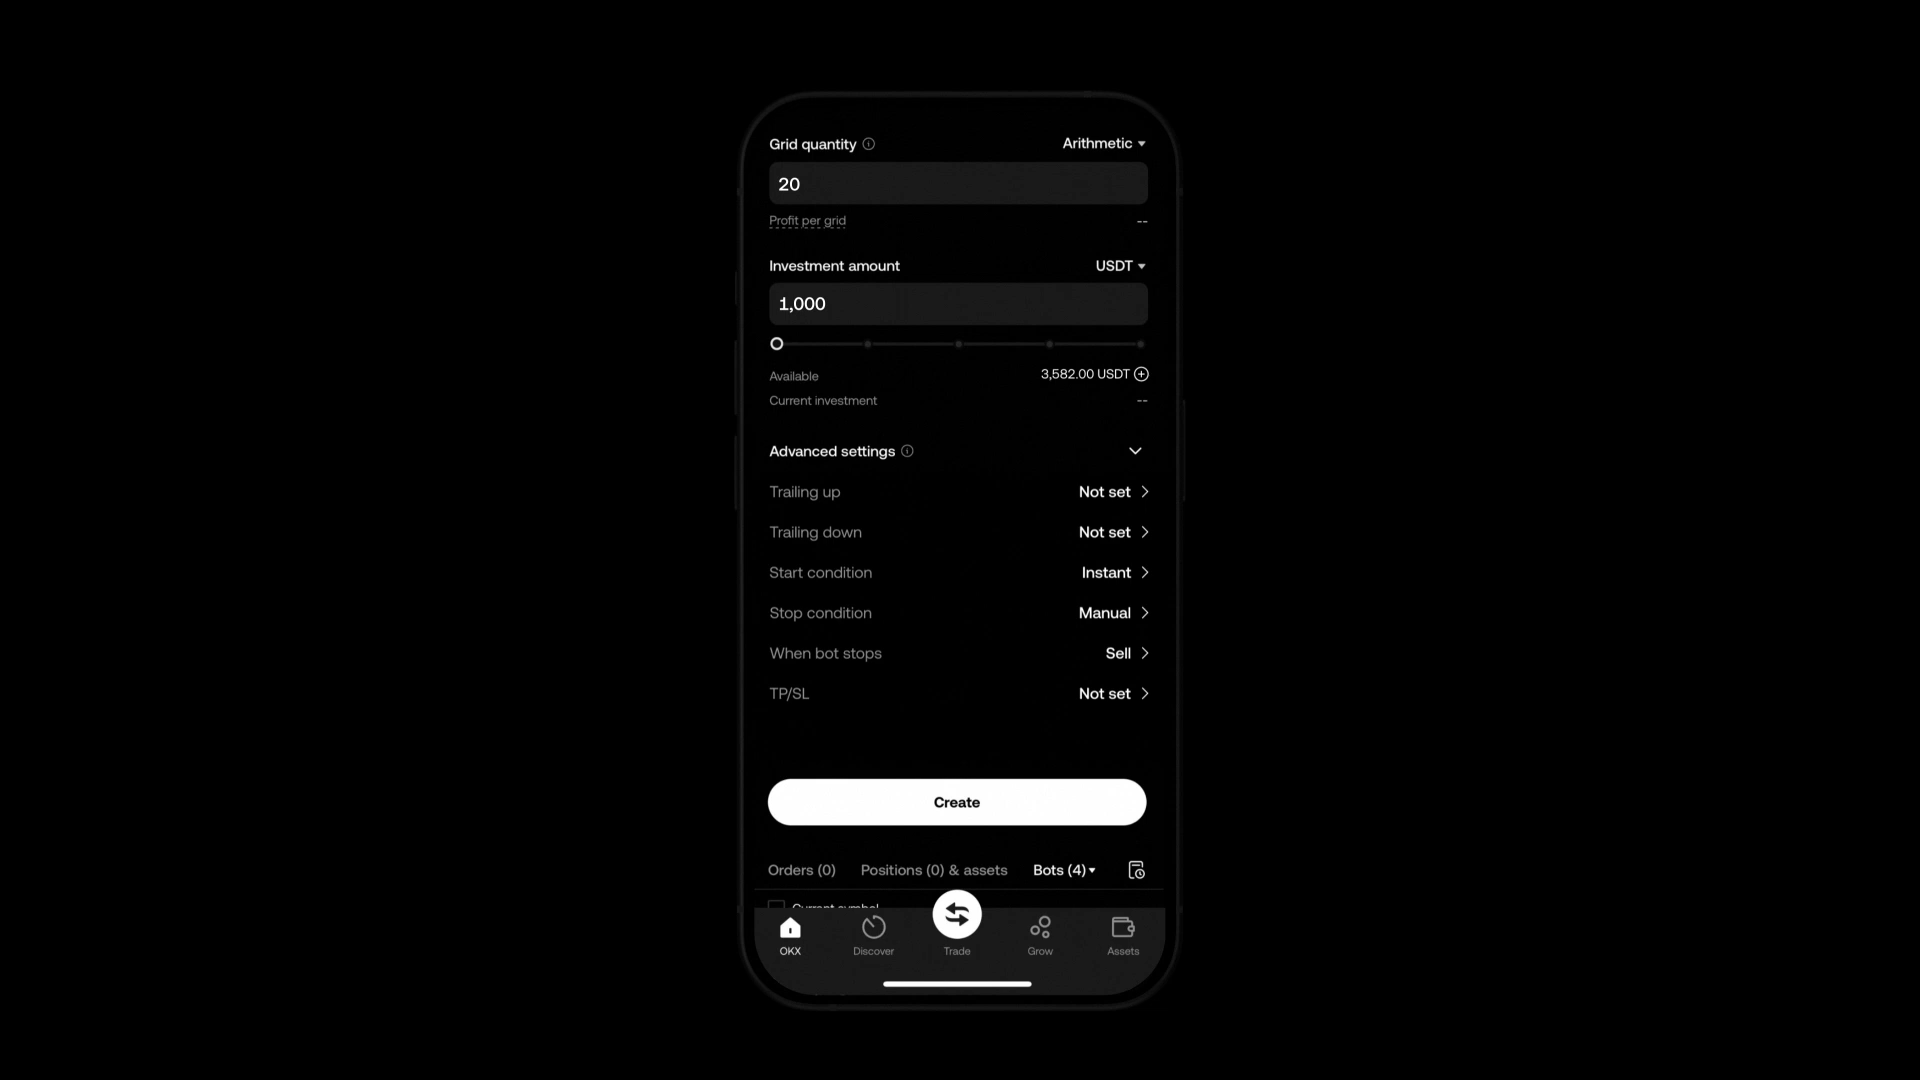 Grid quantity Arithmetic
20
Profit per grid --
Investment amount USDT
1,000
Available 3,582.00 USDT
Current investment --
Advanced settings
Trailing up Not set
Trailing down Not set
Start condition Instant
Stop condition Manual
When bot stops Sell
TP/SL Not set
Create
Orders (0) Positions (0) & assets Bots (4)
Current symbol
OKX Discover Trade Grow Assets